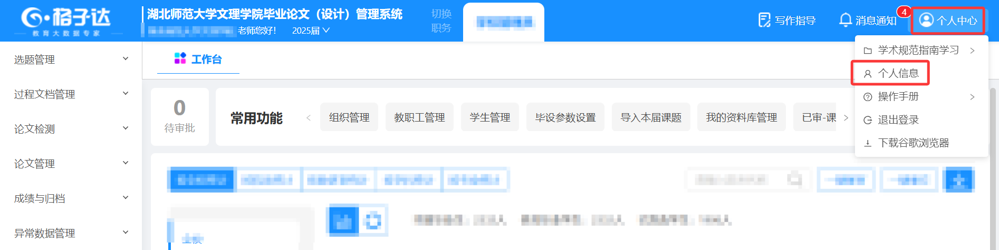 格子达
教育大数据专家
湖北师范大学文理学院毕业论文（设计）管理系统
老师您好！ 2025届
切换
职务
写作指导
消息通知
4
个人中心
学术规范指南学习
个人信息
操作手册
退出登录
下载谷歌浏览器
选题管理
过程文档管理
论文检测
论文管理
成绩与归档
异常数据管理
工作台
0
待审批
常用功能
组织管理
教职工管理
学生管理
毕设参数设置
导入本届课题
我的资料库管理
已审-课